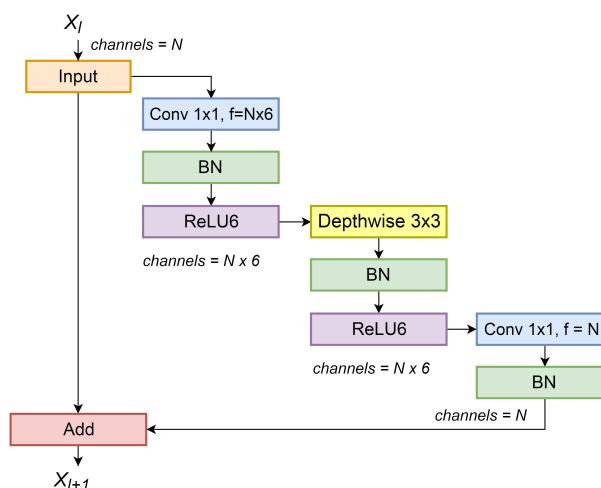 X_l
channels = N
Input
Conv 1x1, f=Nx6
BN
ReLU6
channels = N x 6
Depthwise 3x3
BN
ReLU6
channels = N x 6
Conv 1x1, f = N
BN
channels = N
Add
X_l+1